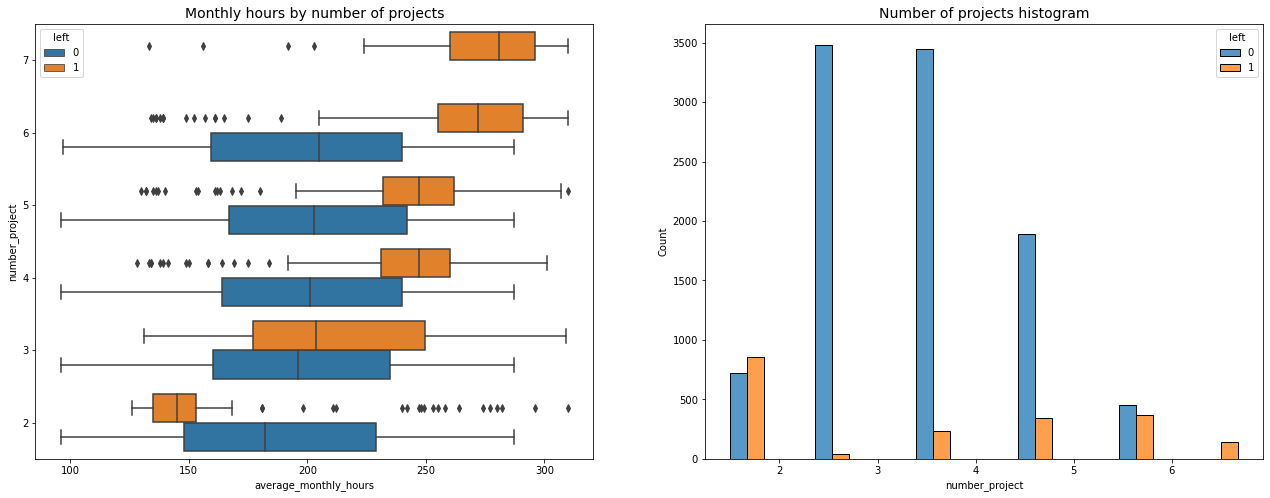 Monthly hours by number of projects
left
0
1
7
6
5
4
3
2
number_project
100 150 200 250 300
average_monthly_hours
Number of projects histogram
left
0
1
3500
3000
2500
2000
1500
1000
500
0
Count
2 3 4 5 6
number_project